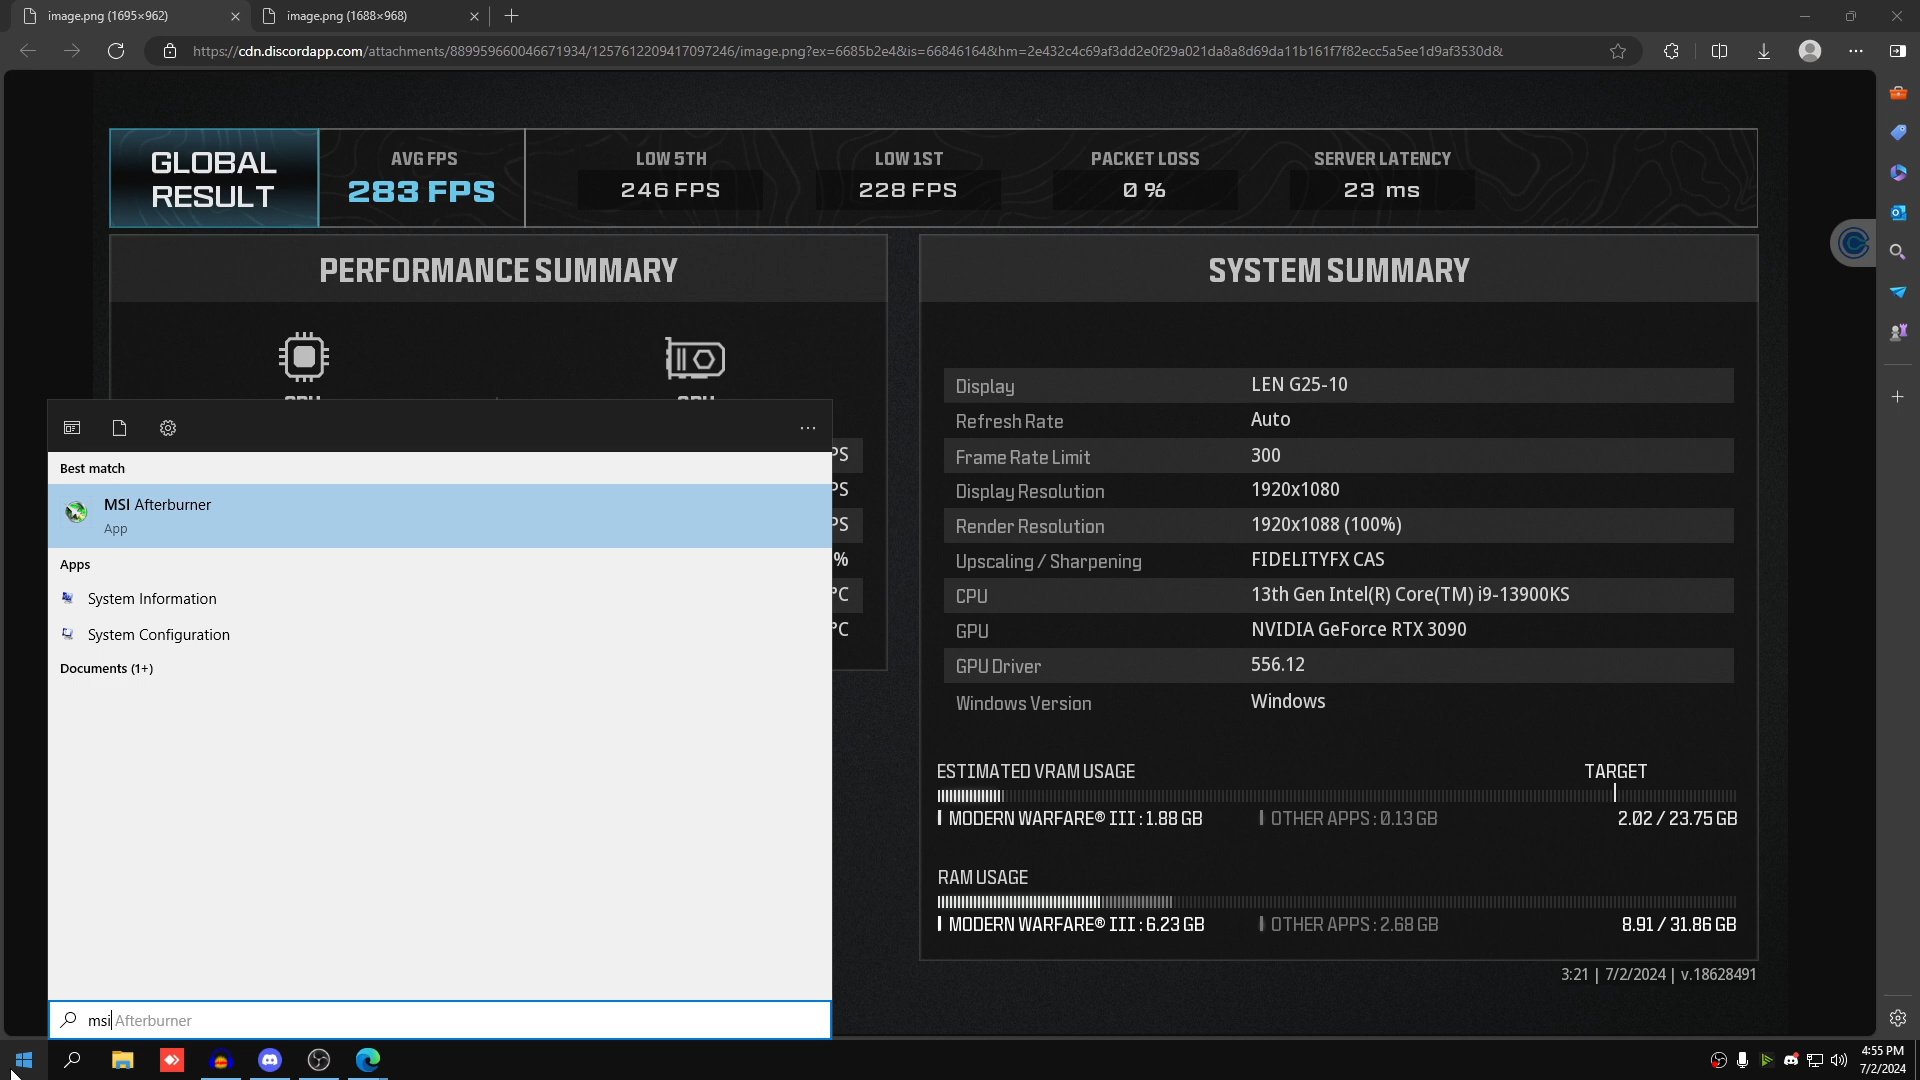 image.png (1695×962)
image.png (1688×968)
https://cdn.discordapp.com/attachments/889959660046671934/1257612209417097246/image.png?ex=6685b2e4&is=66846164&hm=2e432c4c69af3dd2e0f29a021da8a8d69da11b161f7f82ecc5a5ee1d9af3530d&
GLOBAL
RESULT
AVG FPS
283 FPS
LOW 5TH
246 FPS
LOW 1ST
228 FPS
PACKET LOSS
0 %
SERVER LATENCY
23 ms
PERFORMANCE SUMMARY
SYSTEM SUMMARY
Display LEN G25-10
Refresh Rate Auto
Frame Rate Limit 300
Display Resolution 1920x1080
Render Resolution 1920x1088 (100%)
Upscaling / Sharpening FIDELITYFX CAS
CPU 13th Gen Intel(R) Core(TM) i9-13900KS
GPU NVIDIA GeForce RTX 3090
GPU Driver 556.12
Windows Version Windows
ESTIMATED VRAM USAGE TARGET
MODERN WARFARE® III : 1.88 GB OTHER APPS : 0.13 GB 2.02 / 23.75 GB
RAM USAGE
MODERN WARFARE® III : 6.23 GB OTHER APPS : 2.68 GB 8.91 / 31.86 GB
3:21 | 7/2/2024 | v.18628491
Best match
MSI Afterburner
App
Apps
System Information
System Configuration
Documents (1+)
%
°C
°C
msi Afterburner
4:55 PM
7/2/2024